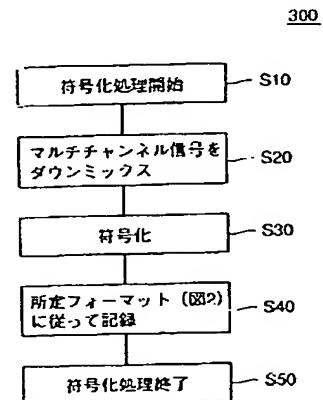 300
符号化処理開始
S10
マルチチャンネル信号を
ダウンミックス
S20
符号化
S30
所定フォーマット (図2)
に従って記録
S40
符号化処理終了
S50